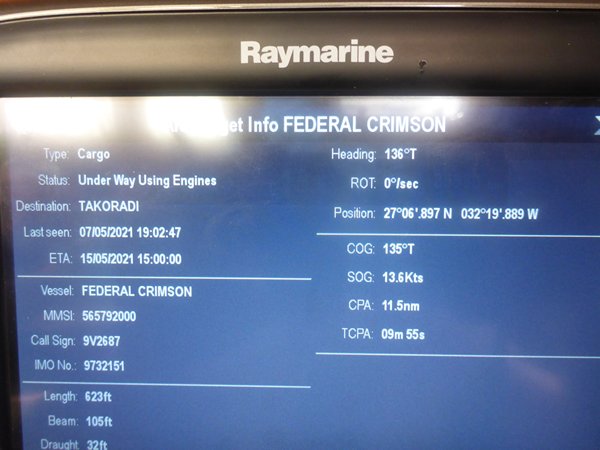 Raymarine
get Info FEDERAL CRIMSON
Type: Cargo
Status: Under Way Using Engines
Destination: TAKORADI
Last seen: 07/05/2021 19:02:47
ETA: 15/05/2021 15:00:00
Vessel: FEDERAL CRIMSON
MMSI: 565792000
Call Sign: 9V2687
IMO No.: 9732151
Length: 623ft
Beam: 105ft
Draught 32ft
Heading: 136°T
ROT: 0°/sec
Position: 27°06'.897 N 032°19'.889 W
COG: 135°T
SOG: 13.6Kts
CPA: 11.5nm
TCPA: 09m 55s